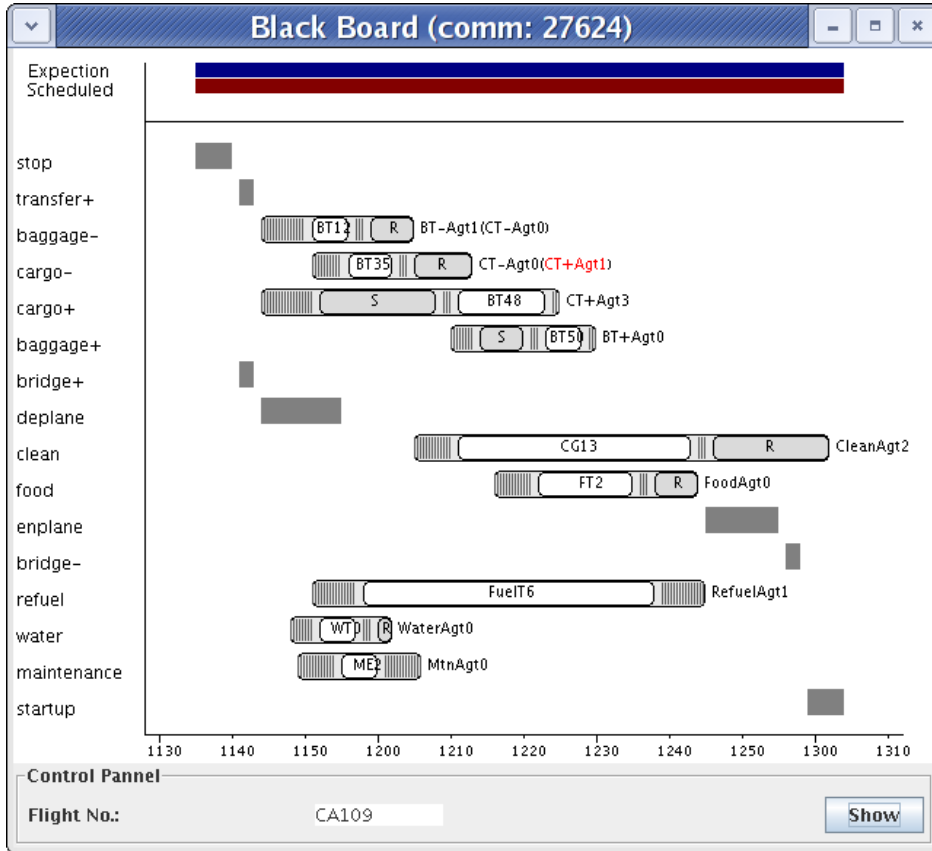 Black Board (comm: 27624)
Expection
Scheduled
stop
transfer+
baggage- BT12 R BT-Agt1(CT-Agt0)
cargo- BT35 R CT-Agt0(CT+Agt1)
cargo+ S BT48 CT+Agt3
baggage+ S BT50 BT+Agt0
bridge+
deplane
clean CG13 R CleanAgt2
food FT2 R FoodAgt0
enplane
bridge-
refuel FuelT6 RefuelAgt1
water WT0 R WaterAgt0
maintenance ME2 MtnAgt0
startup
1130 1140 1150 1200 1210 1220 1230 1240 1250 1300 1310
Control Pannel
Flight No.: CA109 Show